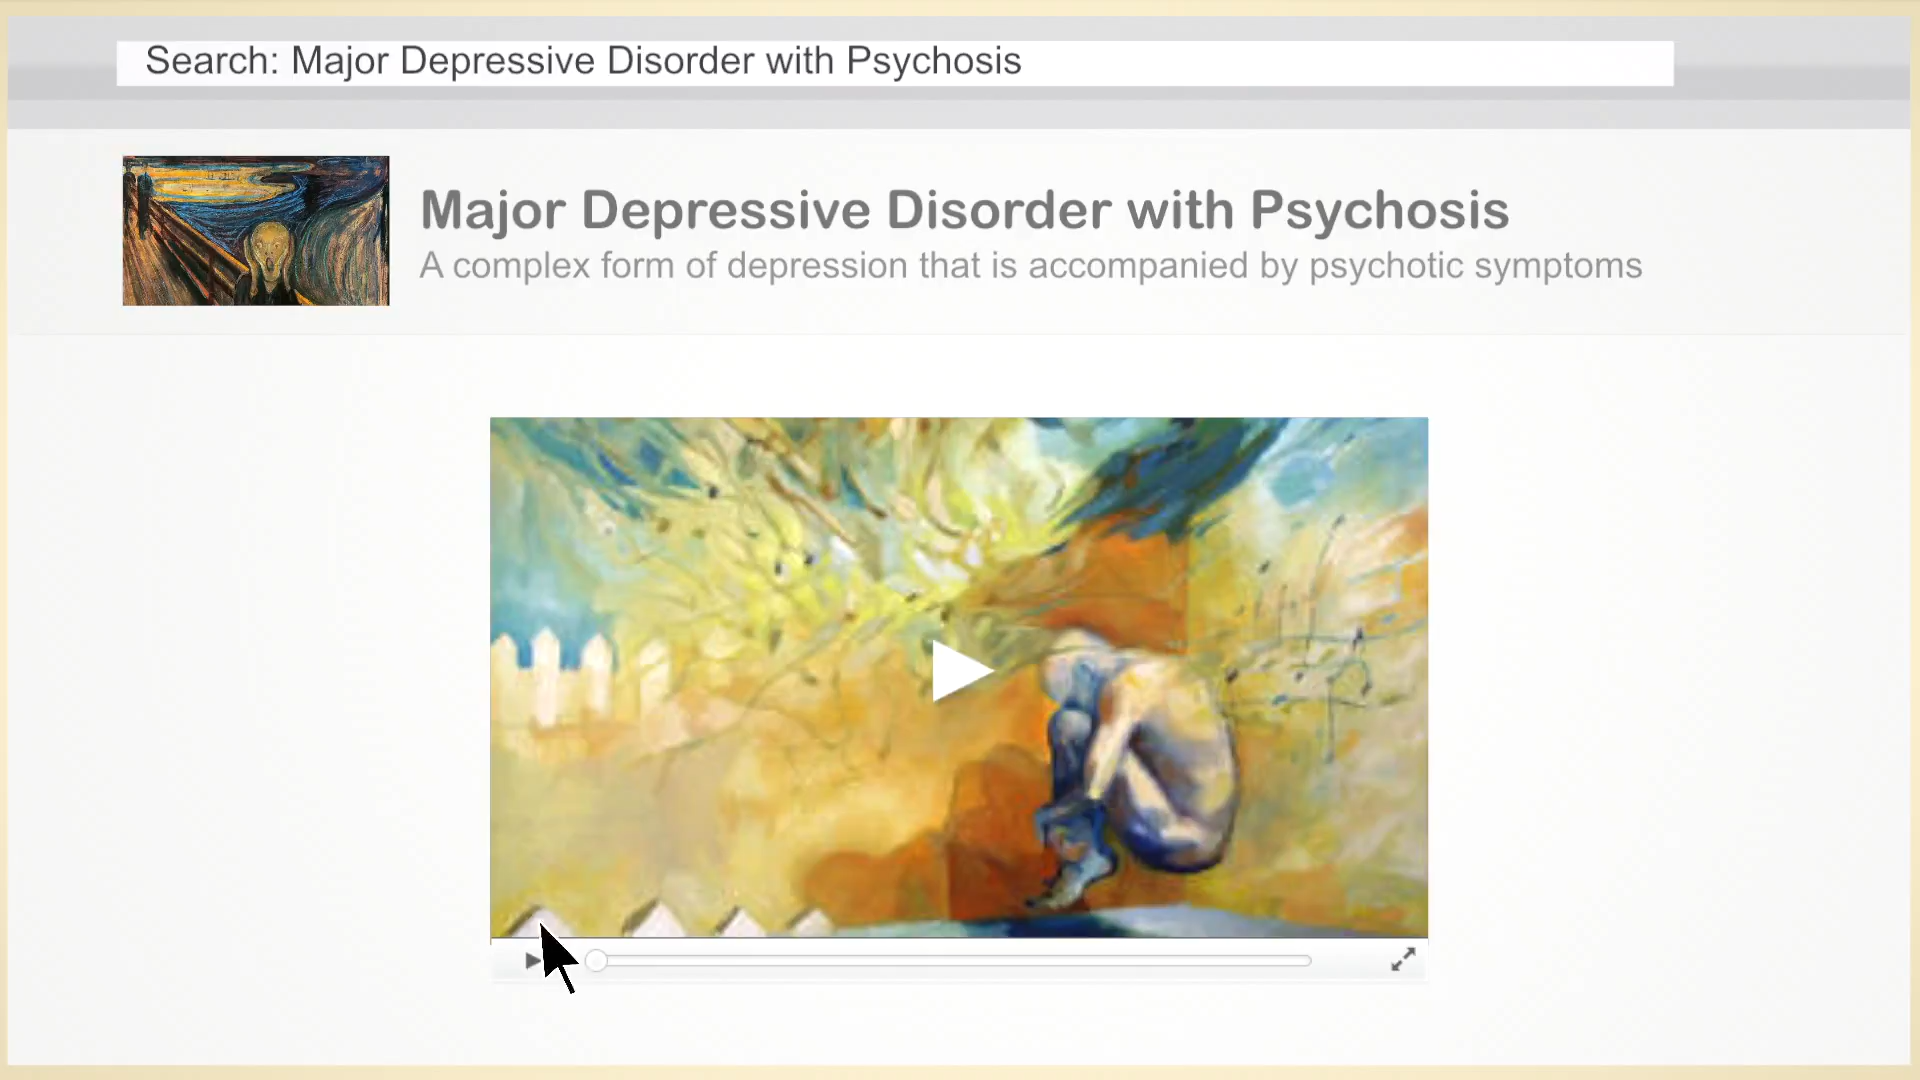 Search: Major Depressive Disorder with Psychosis
Major Depressive Disorder with Psychosis
A complex form of depression that is accompanied by psychotic symptoms